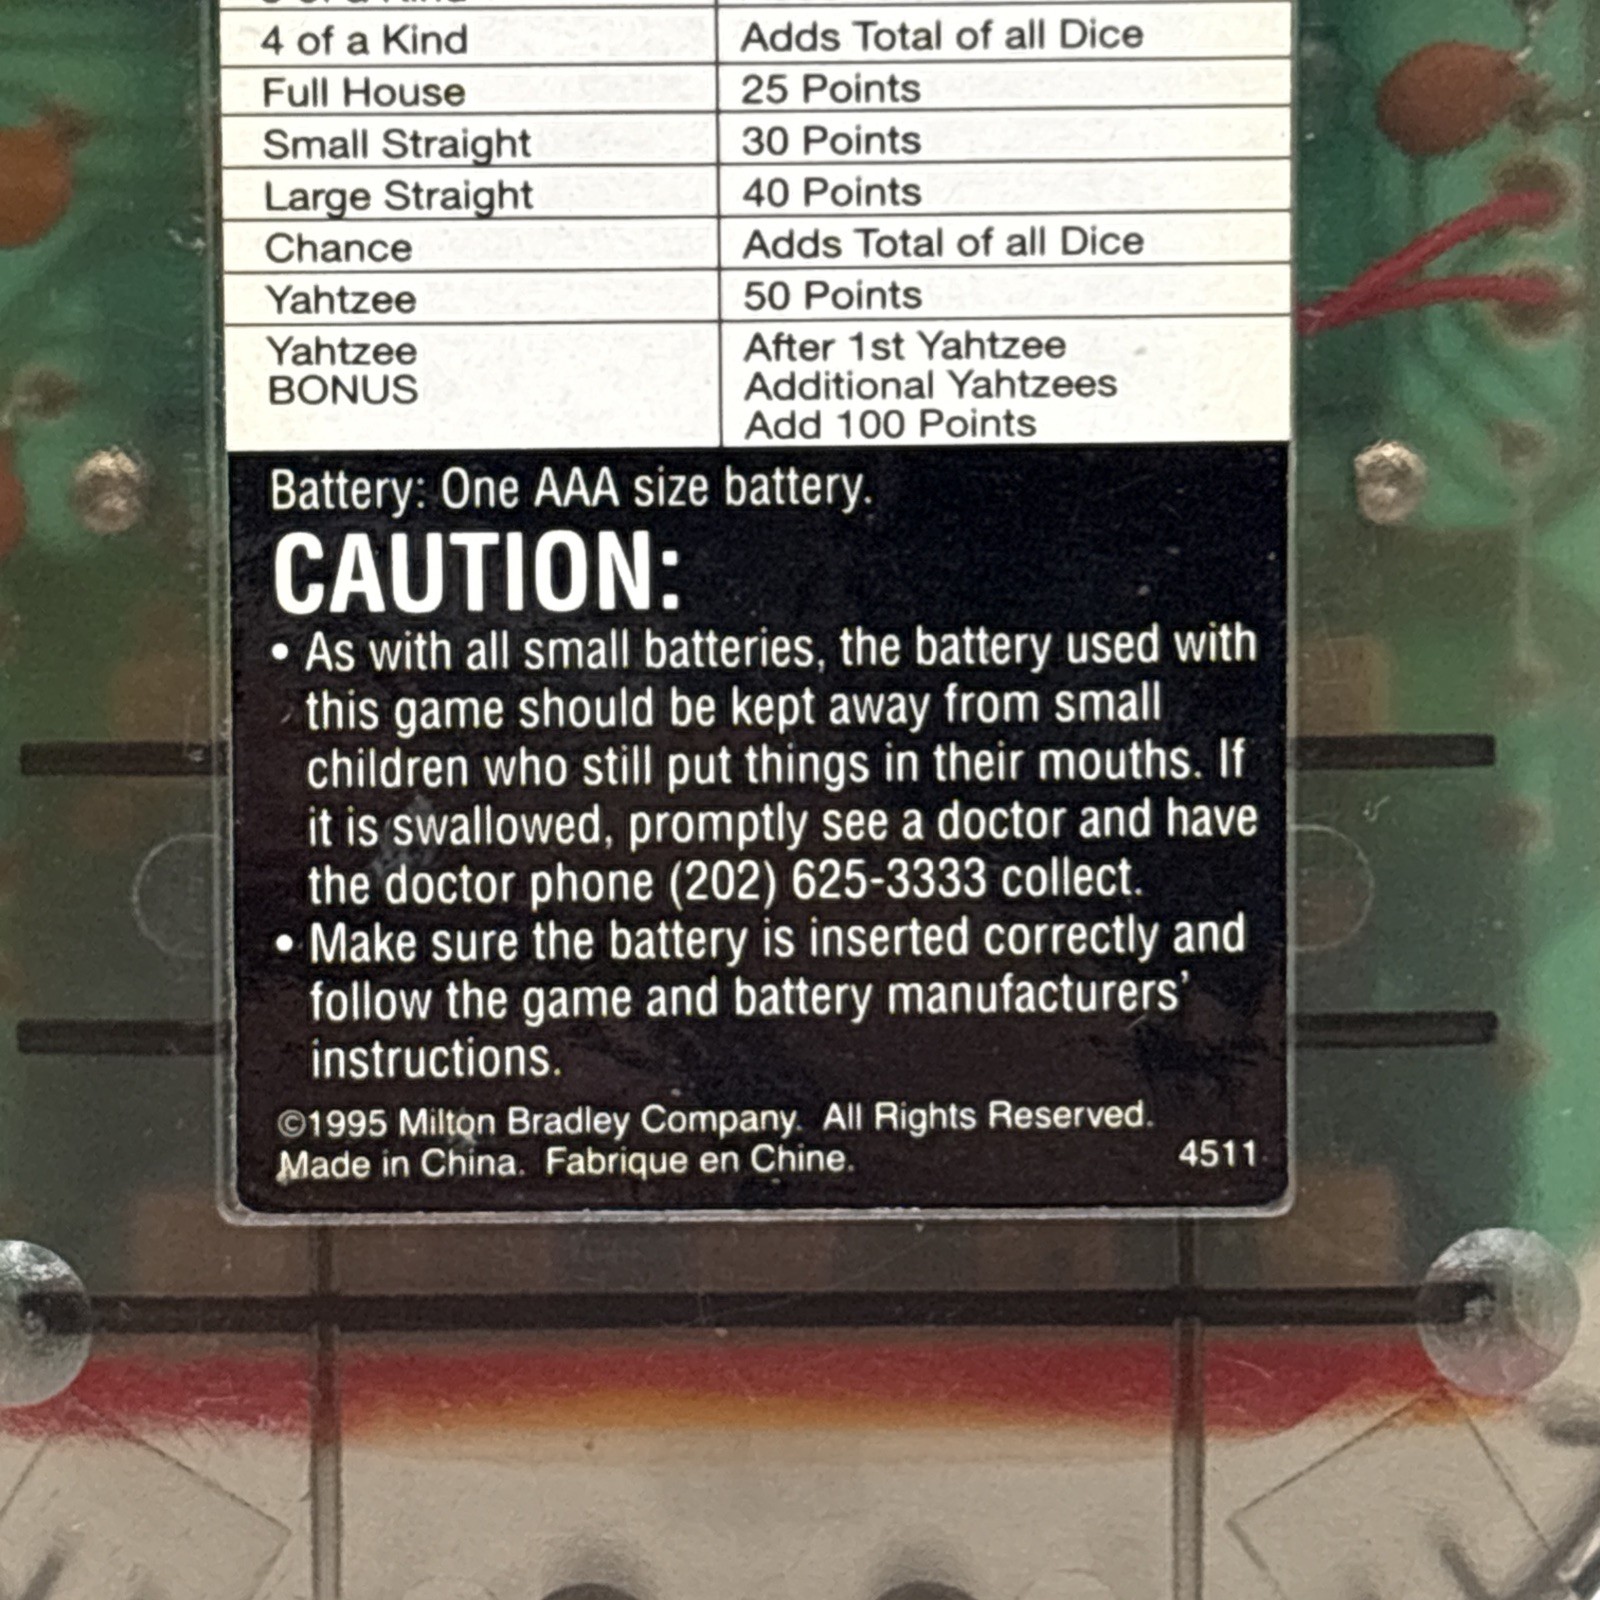 4 of a Kind Adds Total of all Dice
Full House 25 Points
Small Straight 30 Points
Large Straight 40 Points
Chance Adds Total of all Dice
Yahtzee 50 Points
Yahtzee After 1st Yahtzee
BONUS Additional Yahtzees
Add 100 Points
Battery: One AAA size battery.
CAUTION:
• As with all small batteries, the battery used with
this game should be kept away from small
children who still put things in their mouths. If
it is swallowed, promptly see a doctor and have
the doctor phone (202) 625-3333 collect.
• Make sure the battery is inserted correctly and
follow the game and battery manufacturers'
instructions.
©1995 Milton Bradley Company. All Rights Reserved.
Made in China. Fabrique en Chine. 4511